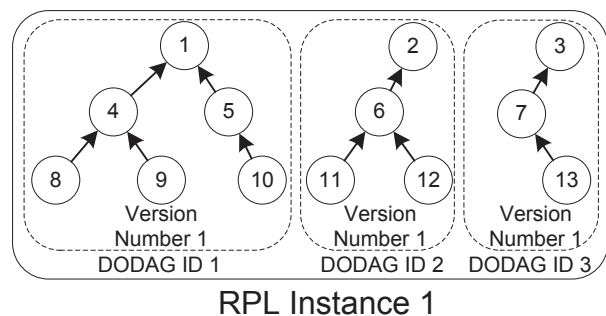 1
2
3
4
5
6
7
8
9
10
11
12
13
Version
Number 1
DODAG ID 1
Version
Number 1
DODAG ID 2
Version
Number 1
DODAG ID 3
RPL Instance 1